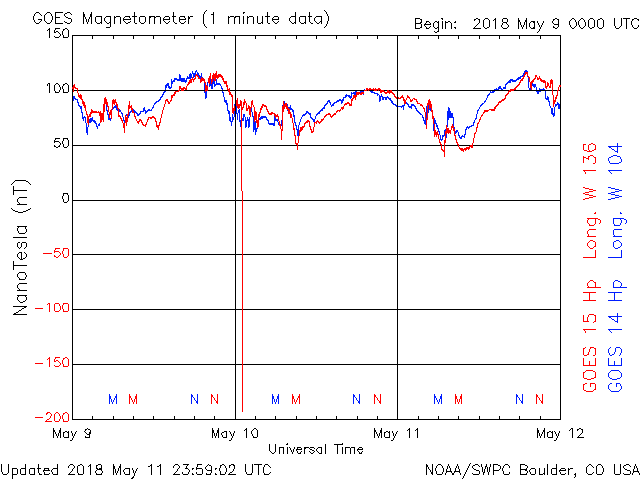 GOES Magnetometer (1 minute data)
Begin: 2018 May 9 0000 UTC
150
100
50
0
-50
-100
-150
-200
NanoTesla (nT)
M M N N M M N N M M N N
May 9 May 10 May 11 May 12
Universal Time
GOES 15 Hp Long. W 136
GOES 14 Hp Long. W 104
Updated 2018 May 11 23:59:02 UTC
NOAA/SWPC Boulder, CO USA